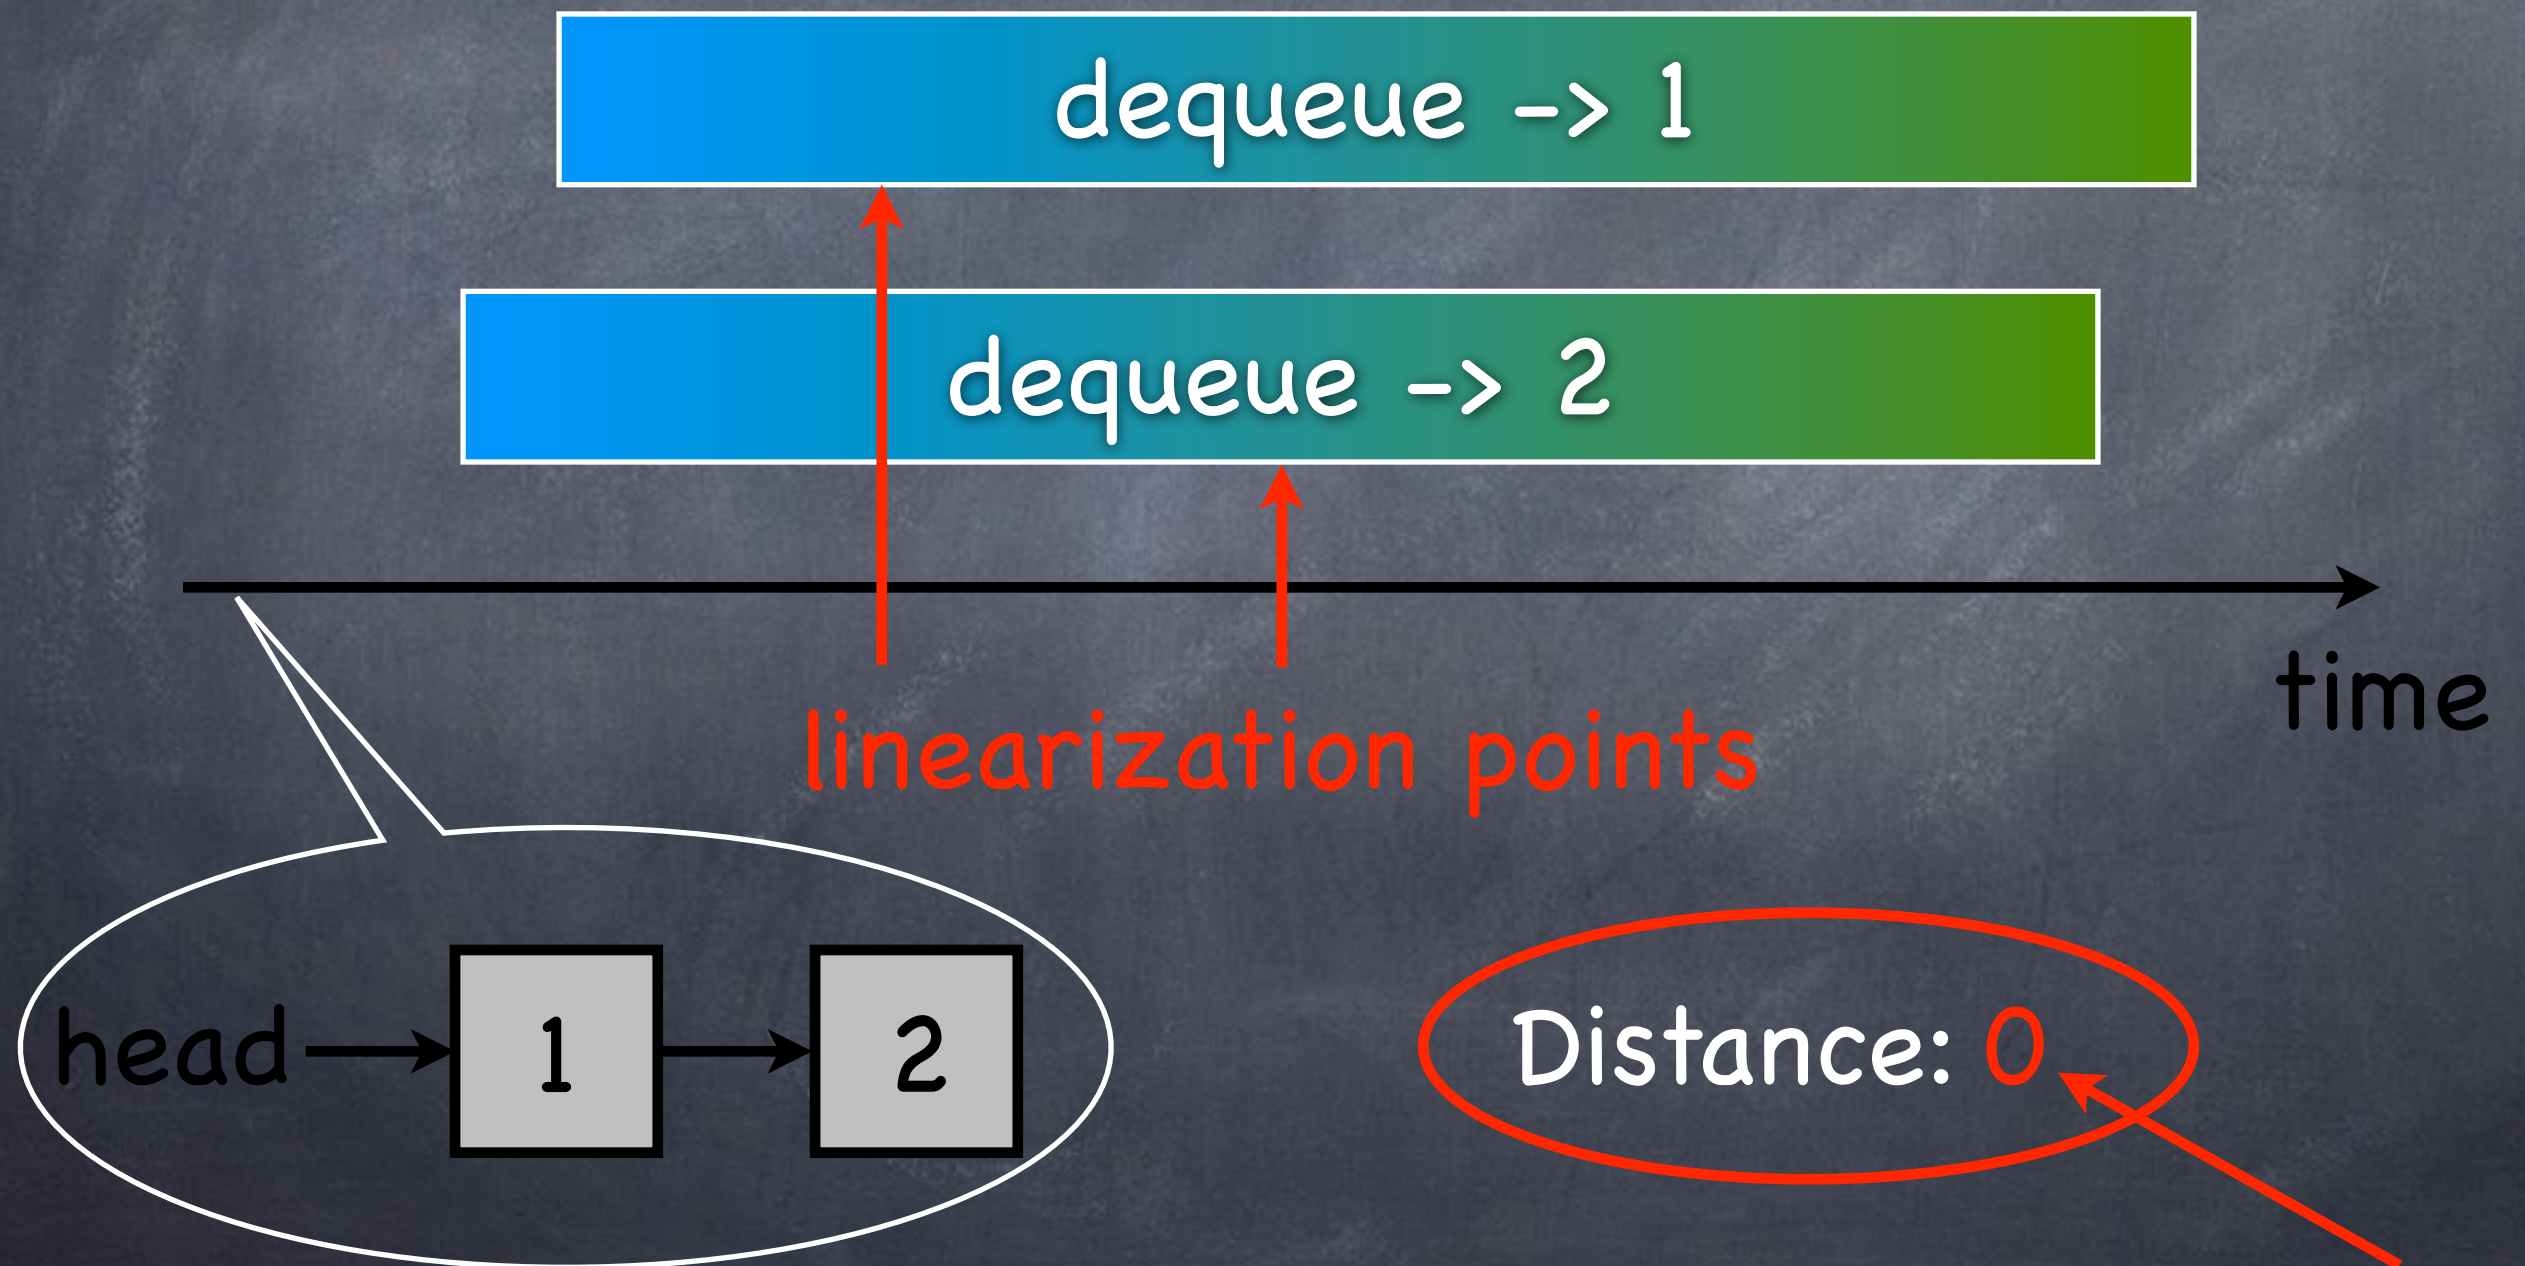 dequeue -> 1
dequeue -> 2
time
linearization points
head 1 2
Distance: 0